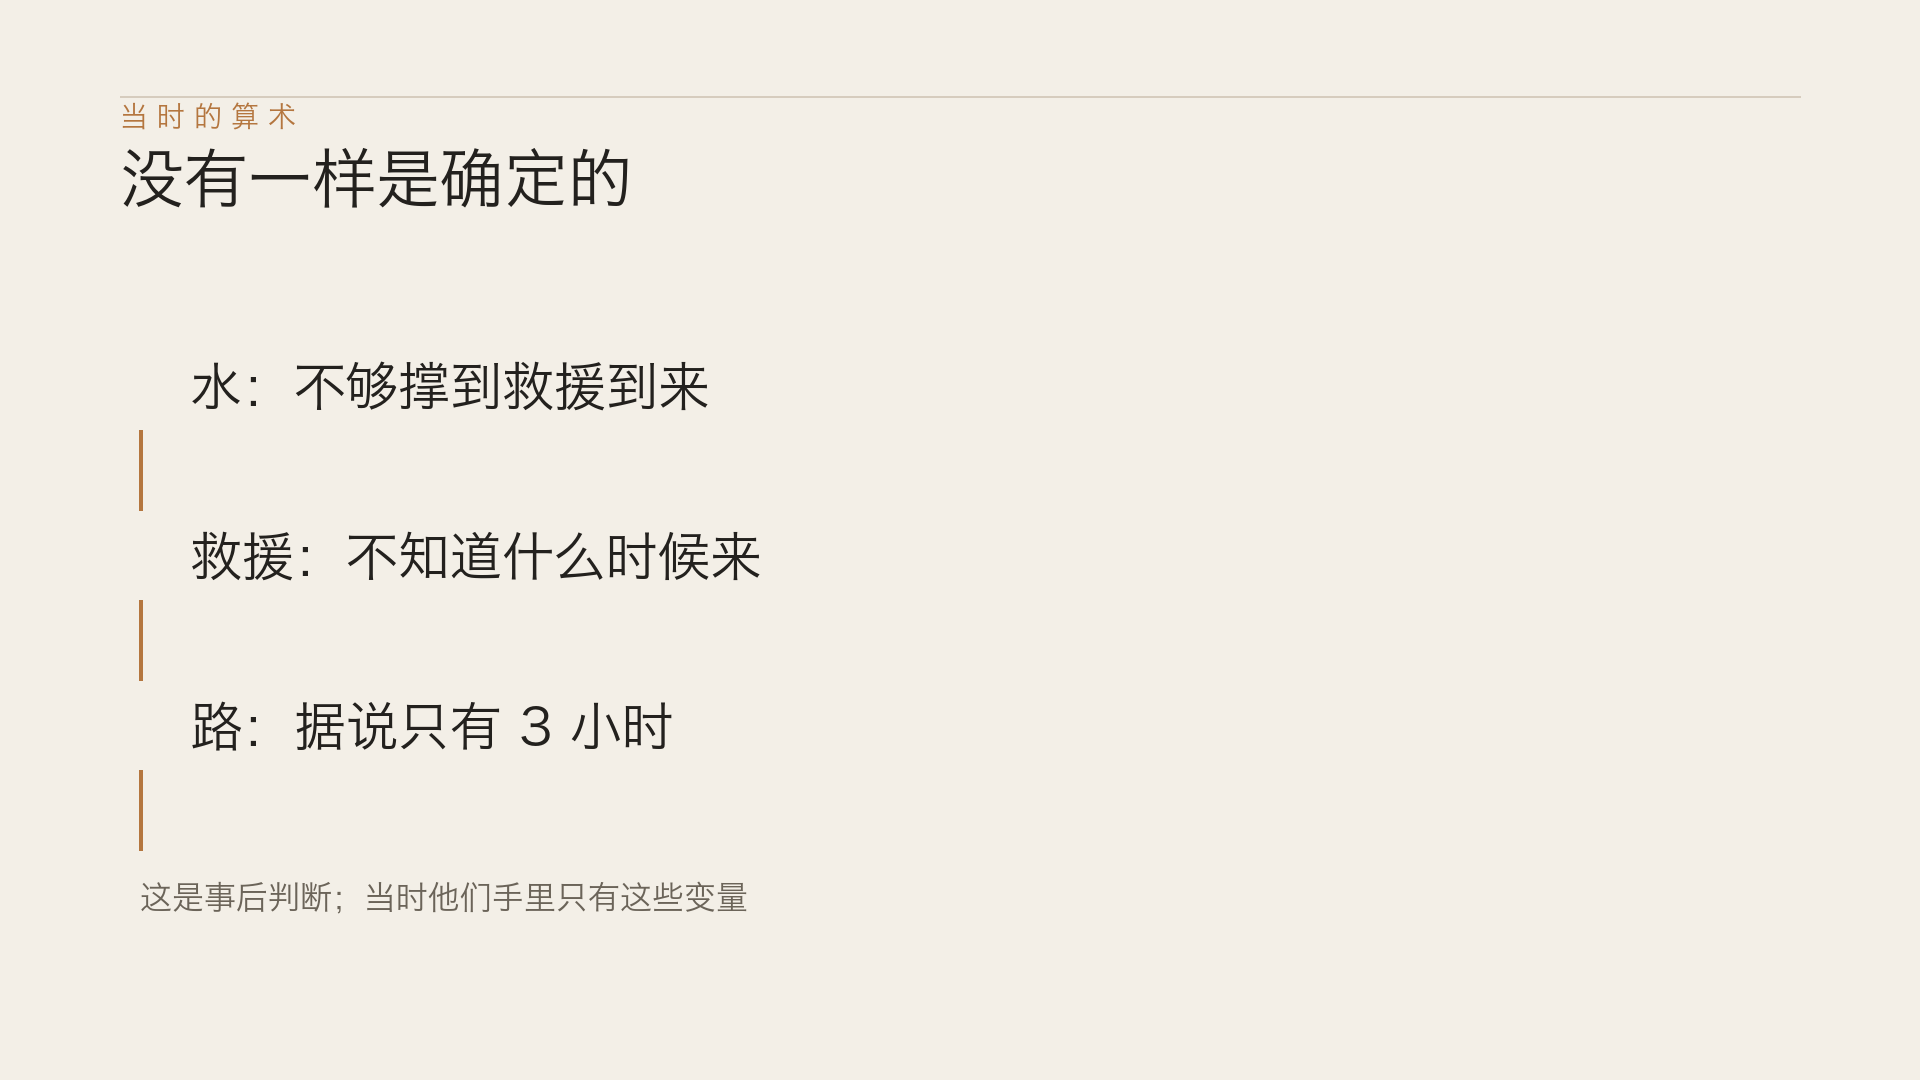 当时的算术
没有一样是确定的
水：不够撑到救援到来
救援：不知道什么时候来
路：据说只有 3 小时
这是事后判断；当时他们手里只有这些变量